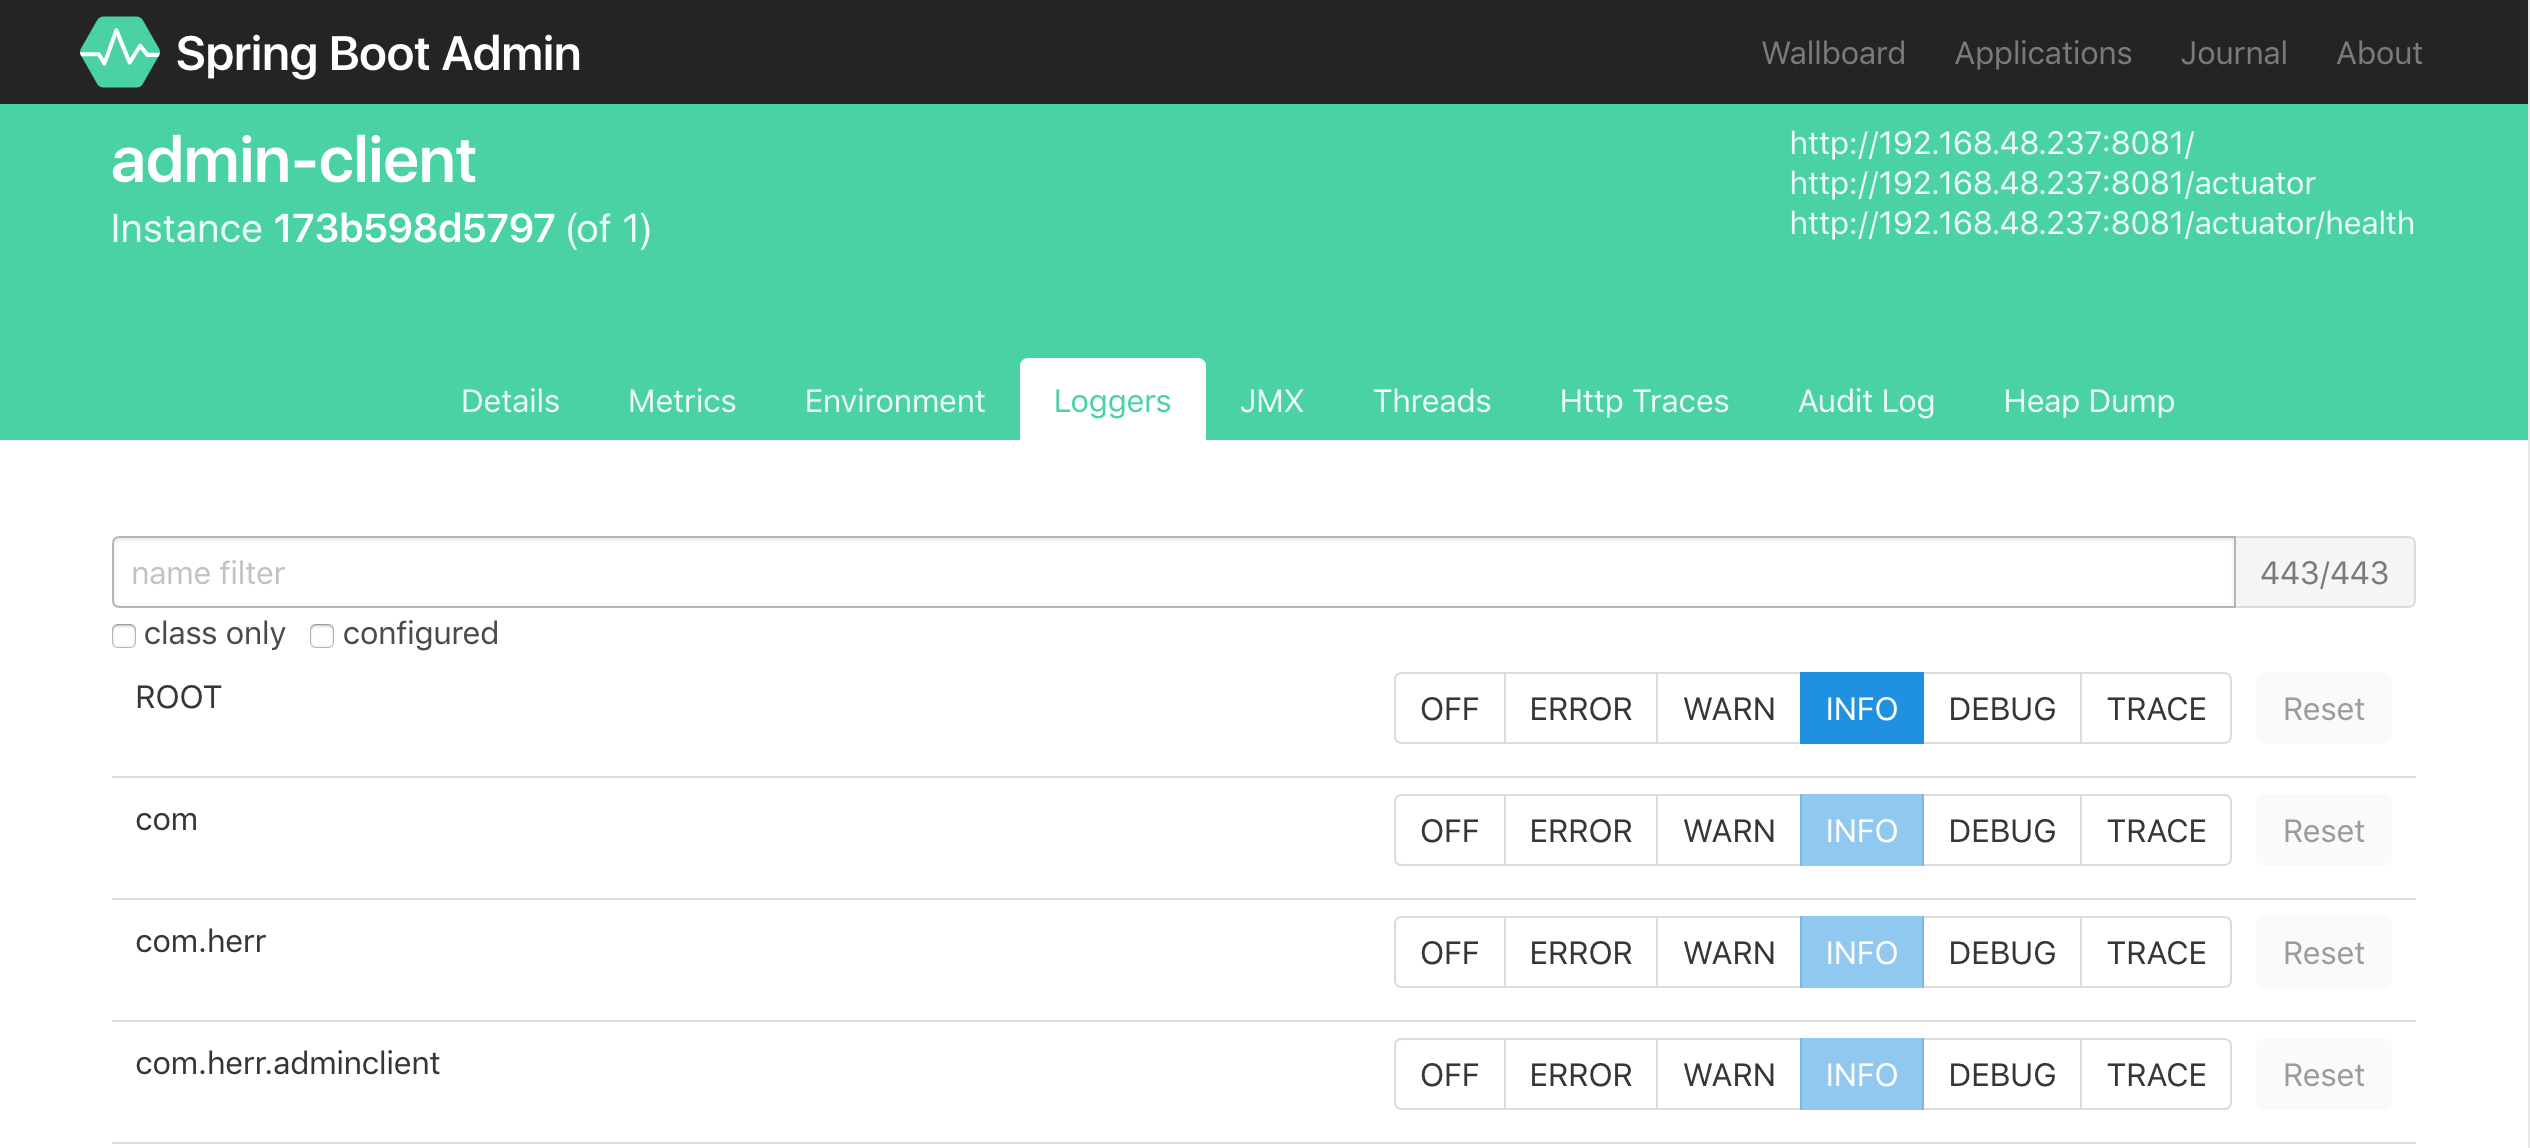 Spring Boot Admin
Wallboard Applications Journal About
admin-client
Instance 173b598d5797 (of 1)
http://192.168.48.237:8081/
http://192.168.48.237:8081/actuator
http://192.168.48.237:8081/actuator/health
Details Metrics Environment Loggers JMX Threads Http Traces Audit Log Heap Dump
name filter 443/443
class only configured
ROOT OFF ERROR WARN INFO DEBUG TRACE Reset
com OFF ERROR WARN INFO DEBUG TRACE Reset
com.herr OFF ERROR WARN INFO DEBUG TRACE Reset
com.herr.adminclient OFF ERROR WARN INFO DEBUG TRACE Reset